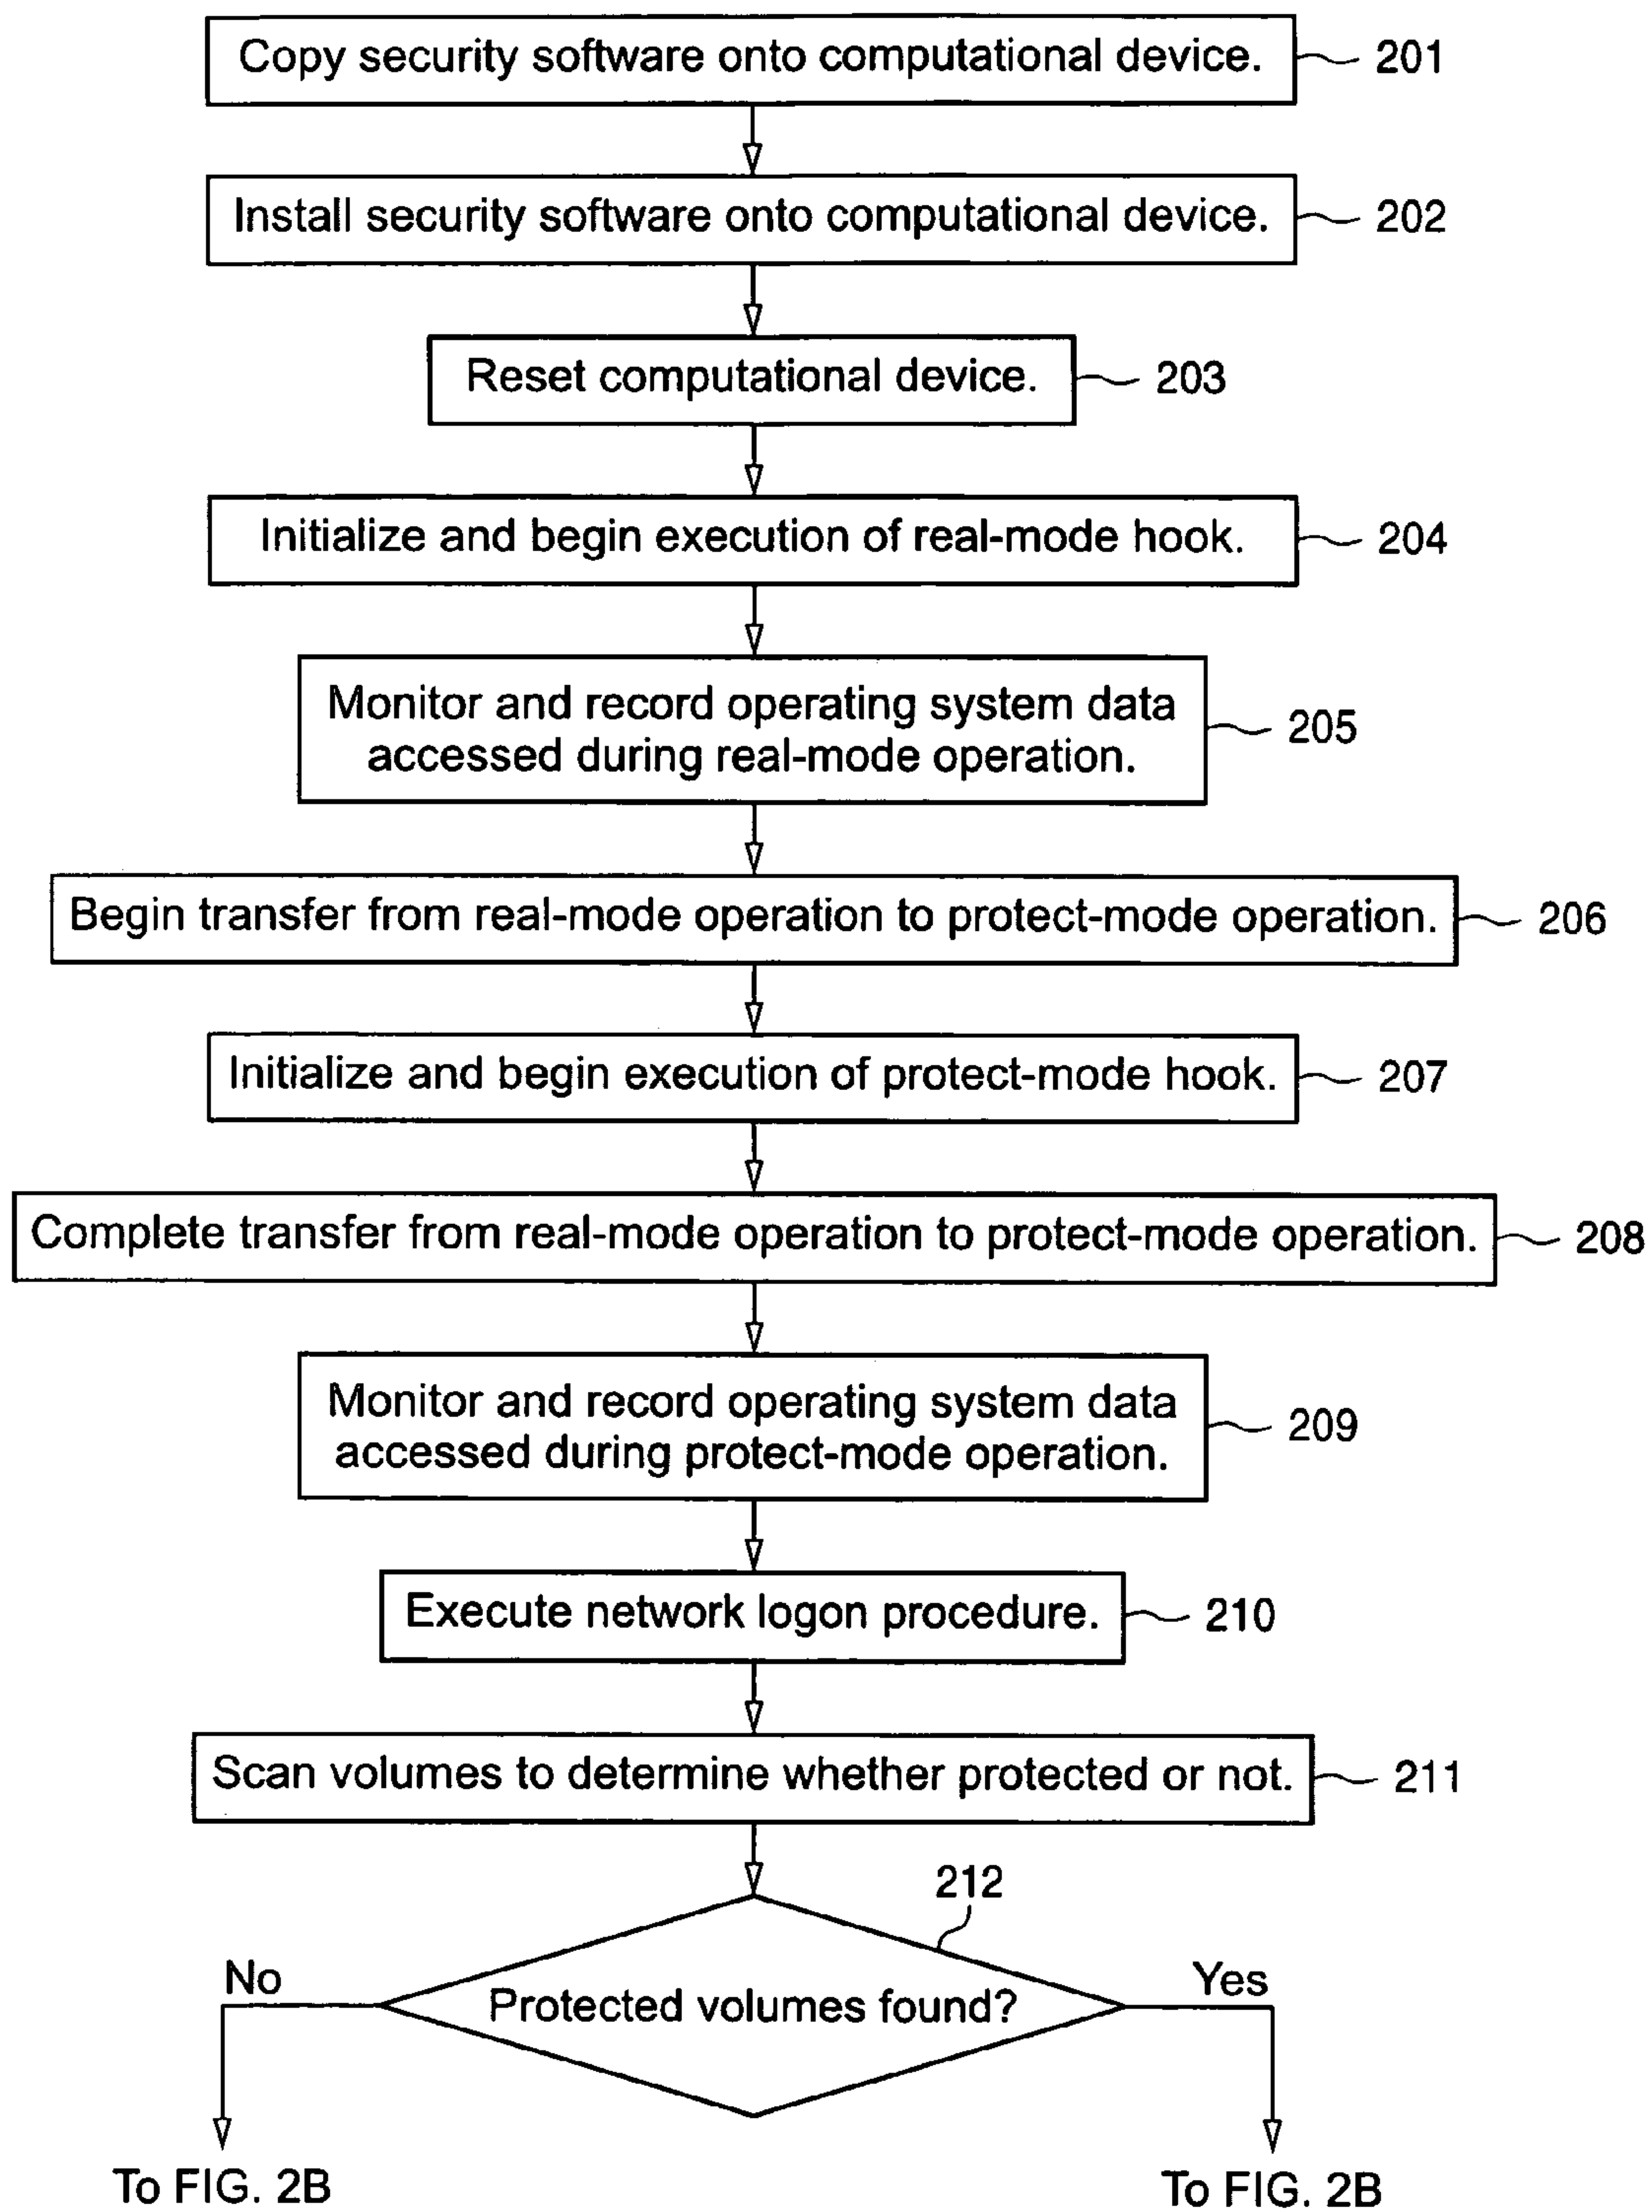 Copy security software onto computational device.
201
Install security software onto computational device.
202
Reset computational device.
203
Initialize and begin execution of real-mode hook.
204
Monitor and record operating system data
accessed during real-mode operation.
205
Begin transfer from real-mode operation to protect-mode operation.
206
Initialize and begin execution of protect-mode hook.
207
Complete transfer from real-mode operation to protect-mode operation.
208
Monitor and record operating system data
accessed during protect-mode operation.
209
Execute network logon procedure.
210
Scan volumes to determine whether protected or not.
211
212
No
Yes
Protected volumes found?
To FIG. 2B
To FIG. 2B